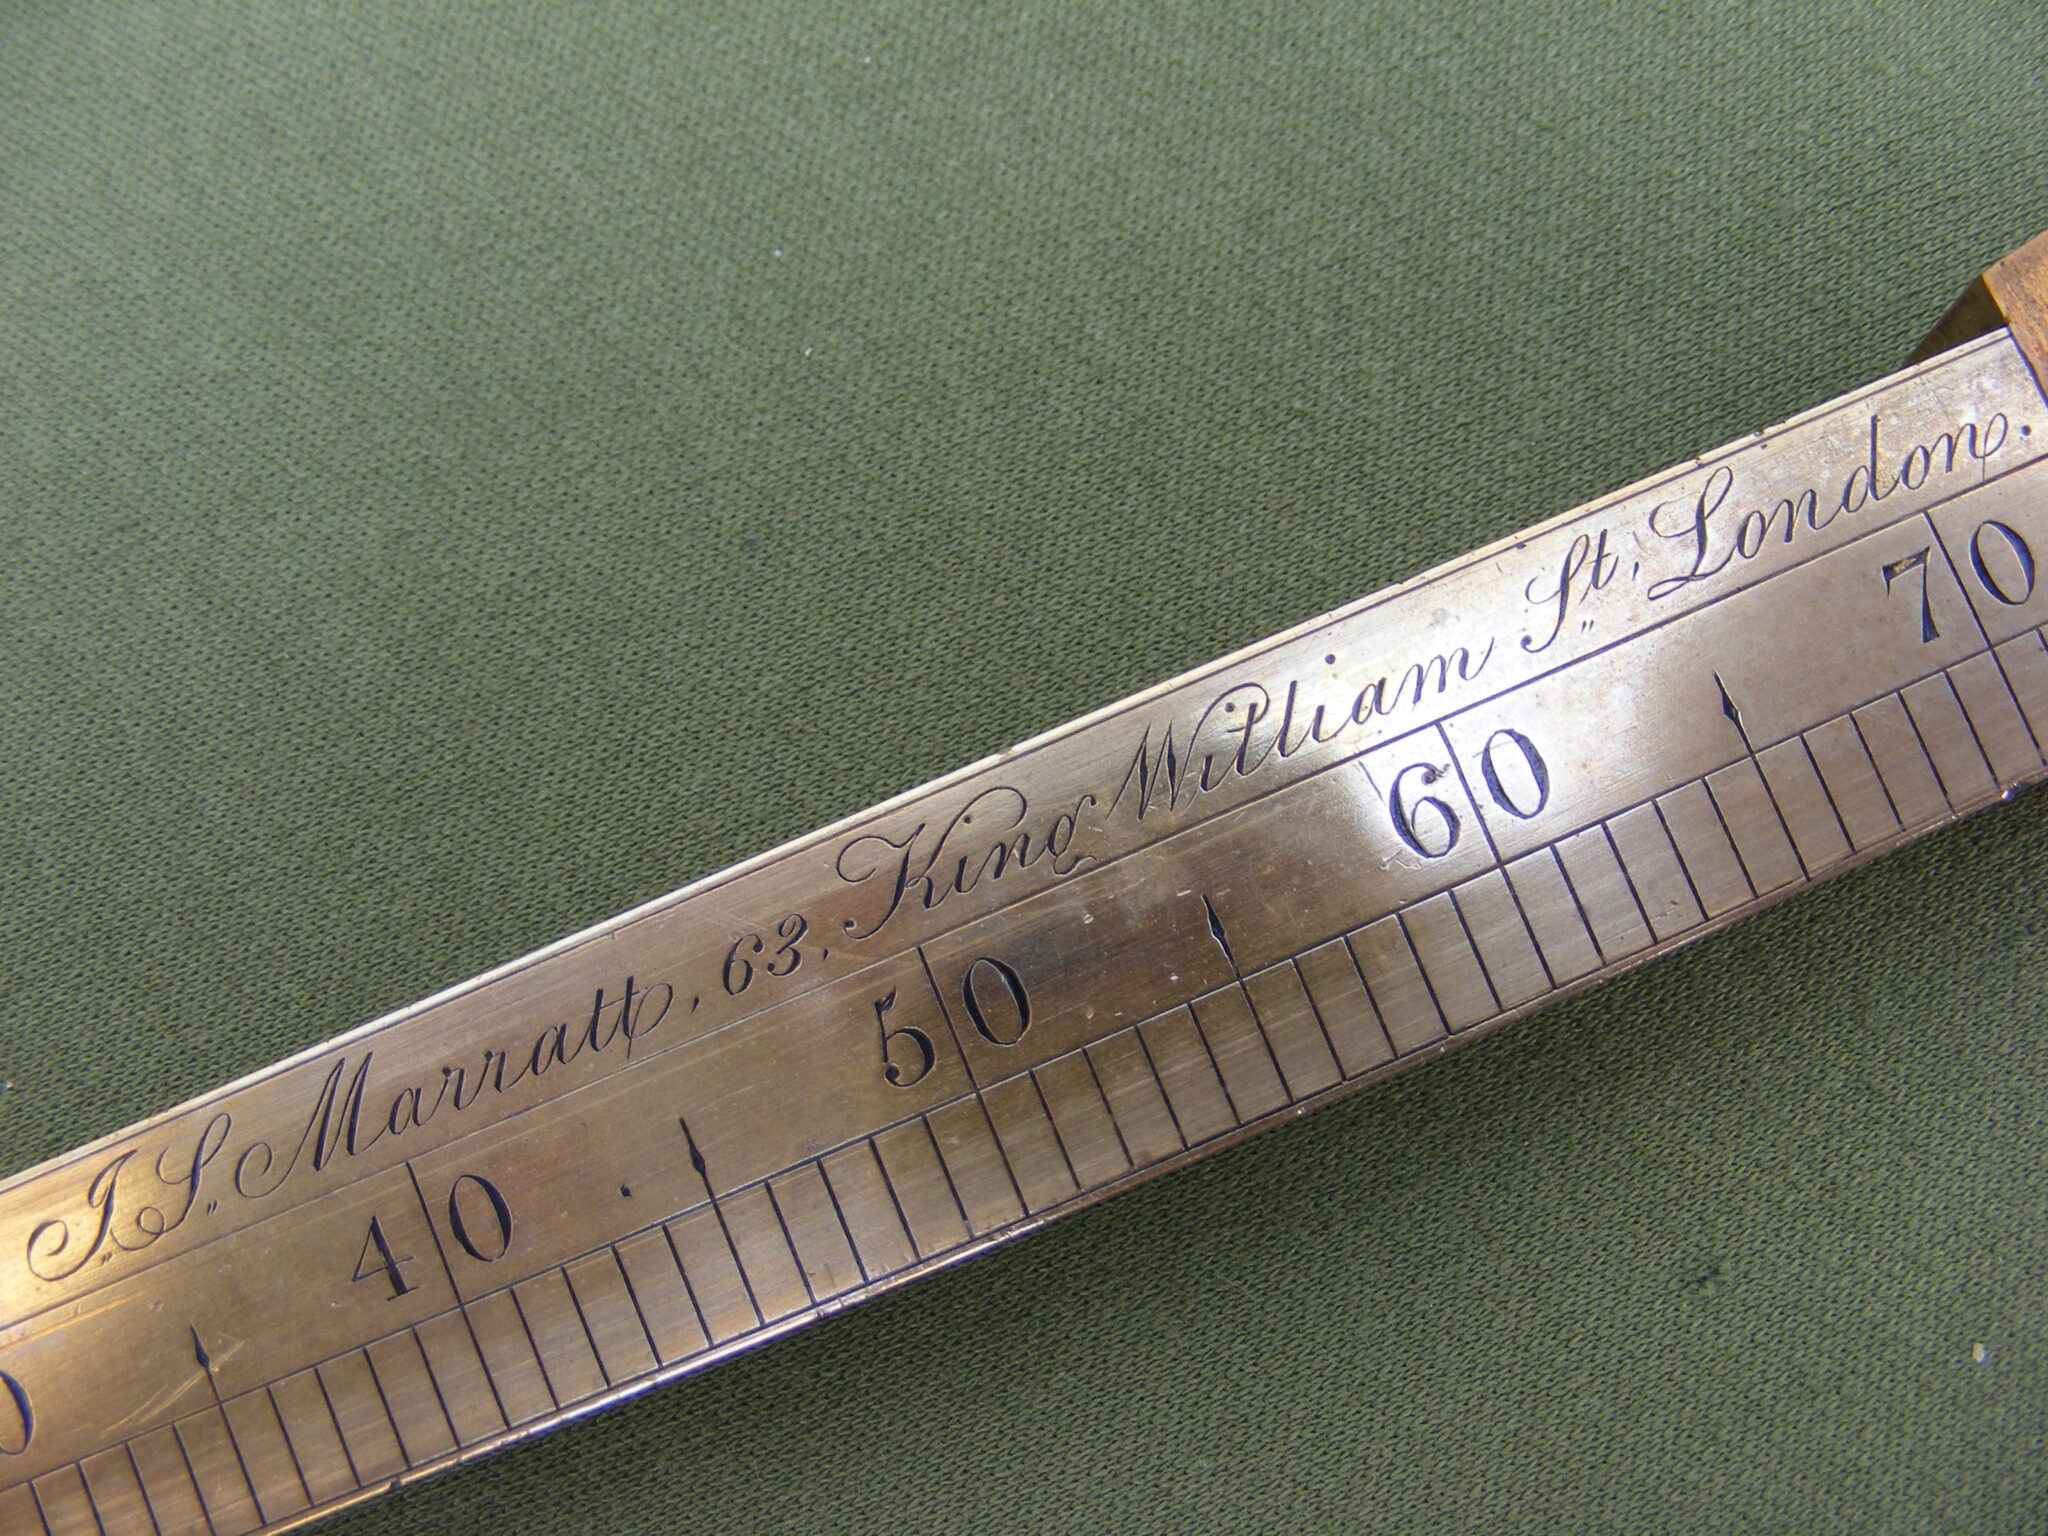 J.S. Marratt, 63, King William St, London.
40 50 60 70